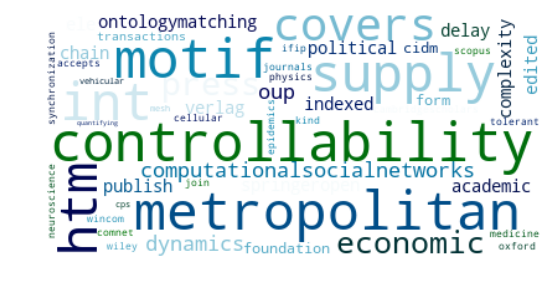 ontologymatching covers delay
transactions
chain motif ifip political cidm complexity edited
accepts journals scopus
synchronization vehicular physics supply
int press oup indexed form
mesh verlag
quantifying cellular epidemics kind tolerant
controllability
computationalsocialnetworks
neuroscience htm publish join academic
cps metropolitan
wincom
comnet medicine
wiley dynamics foundation economic oxford